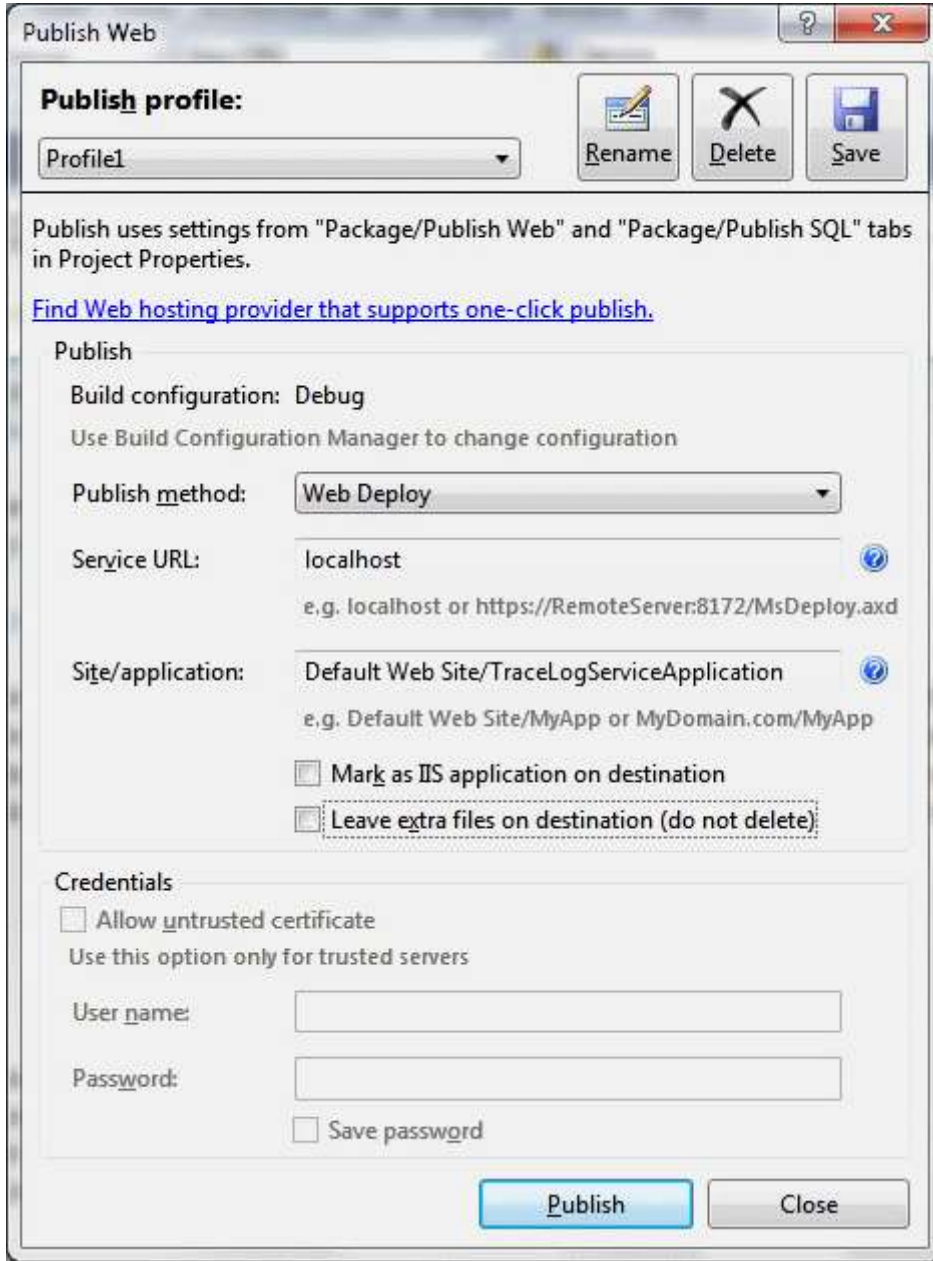 Publish Web
Publish profile:
Profile1
Rename
Delete
Save
Publish uses settings from "Package/Publish Web" and "Package/Publish SQL" tabs
in Project Properties.
Find Web hosting provider that supports one-click publish.
Publish
Build configuration: Debug
Use Build Configuration Manager to change configuration
Publish method: Web Deploy
Service URL: localhost
e.g. localhost or https://RemoteServer:8172/MsDeploy.axd
Site/application: Default Web Site/TraceLogServiceApplication
e.g. Default Web Site/MyApp or MyDomain.com/MyApp
Mark as IIS application on destination
Leave extra files on destination (do not delete)
Credentials
Allow untrusted certificate
Use this option only for trusted servers
User name:
Password:
Save password
Publish
Close